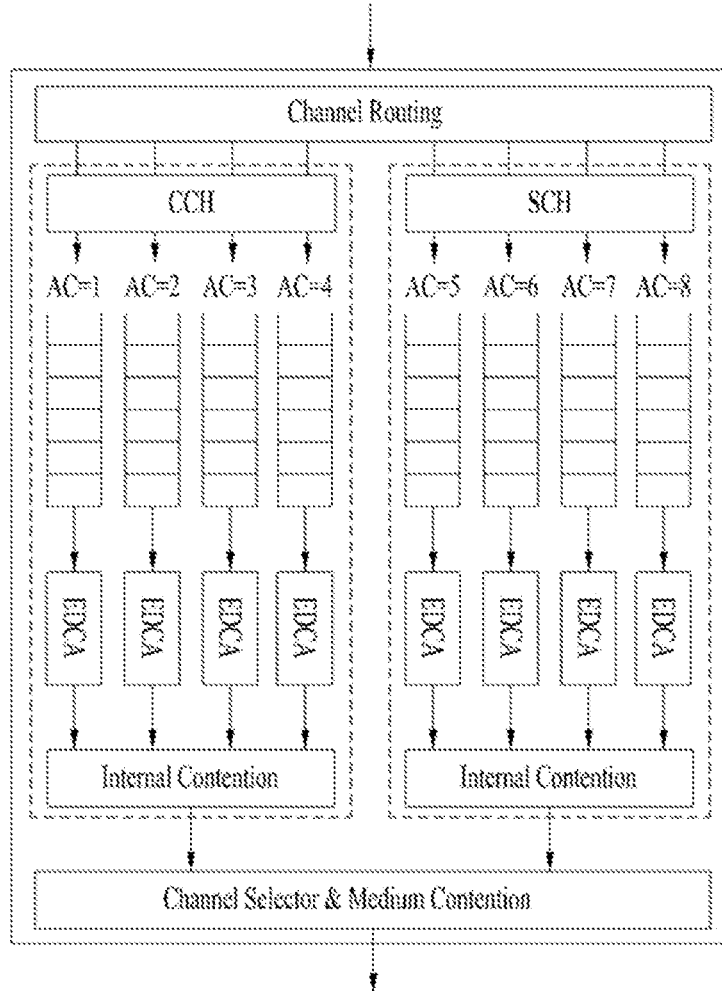 Channel Routing
CCH
SCH
AC=1 AC=2 AC=3 AC=4 AC=5 AC=6 AC=7 AC=8
EDCA EDCA EDCA EDCA EDCA EDCA EDCA EDCA
Internal Contention
Internal Contention
Channel Selector & Medium Contention